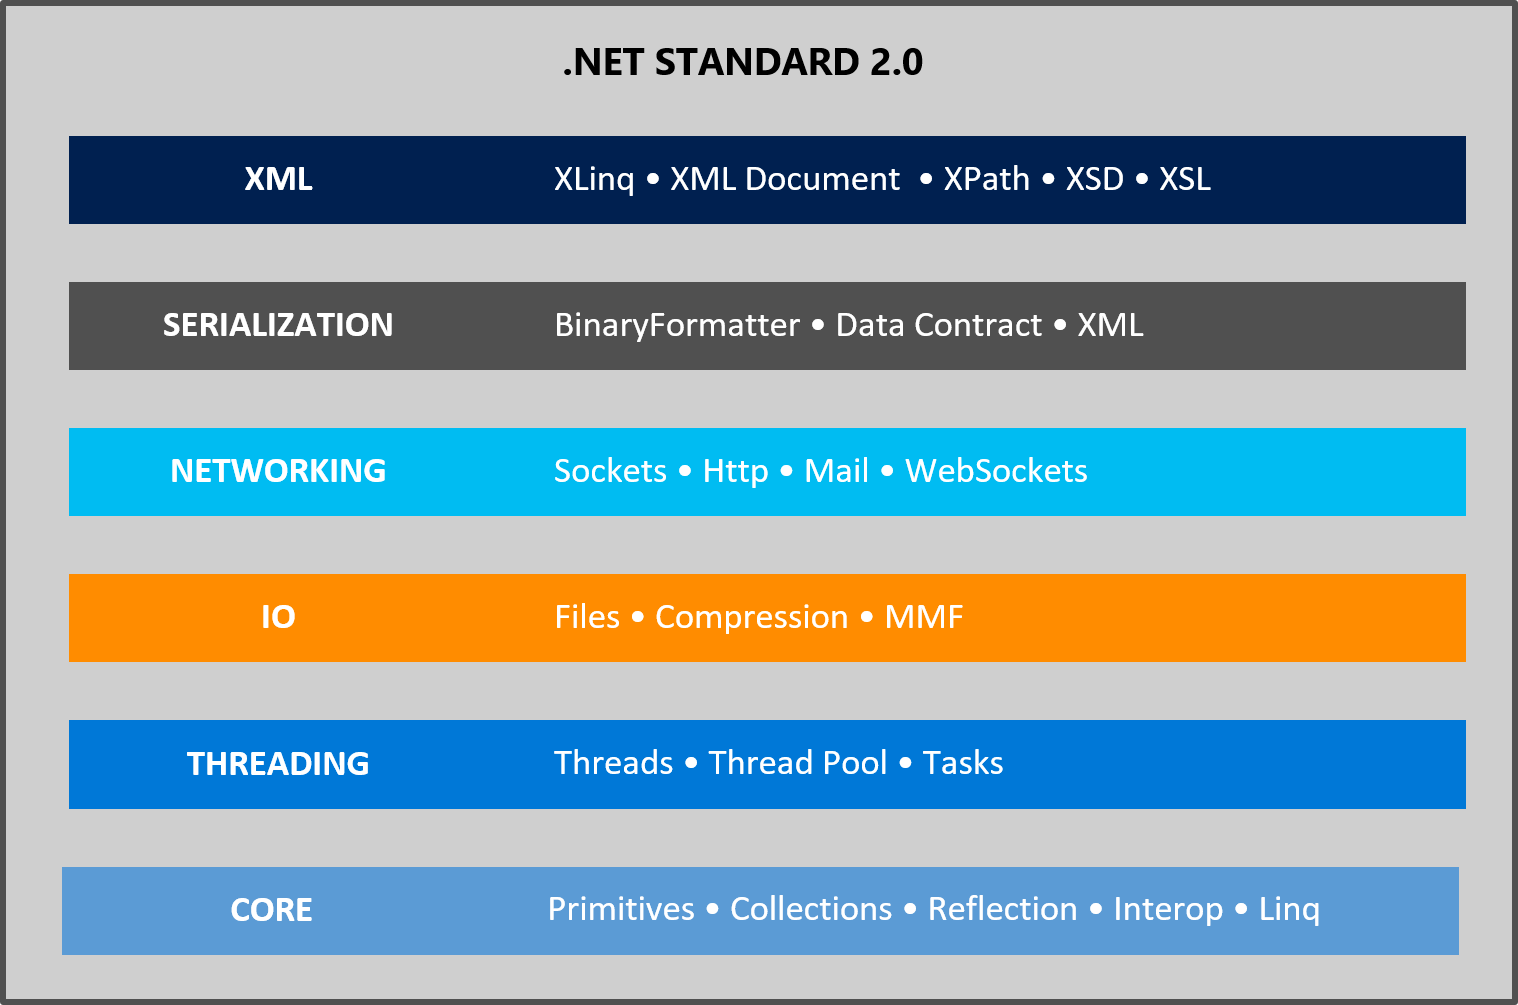 .NET STANDARD 2.0
XML XLinq • XML Document • XPath • XSD • XSL
SERIALIZATION BinaryFormatter • Data Contract • XML
NETWORKING Sockets • Http • Mail • WebSockets
IO Files • Compression • MMF
THREADING Threads • Thread Pool • Tasks
CORE Primitives • Collections • Reflection • Interop • Linq